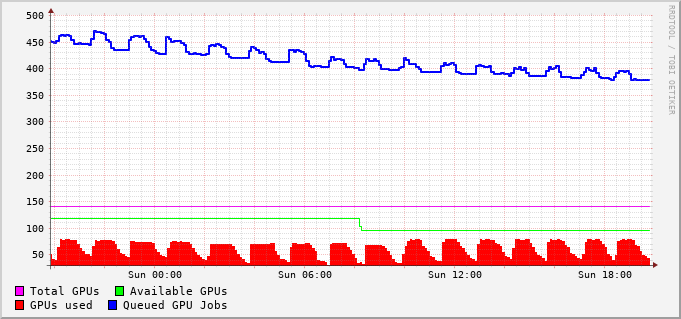 500
450
400
350
300
250
200
150
100
50
Sun 00:00 Sun 06:00 Sun 12:00 Sun 18:00
Total GPUs Available GPUs
GPUs used Queued GPU Jobs
RRDTOOL / TOBI OETIKER